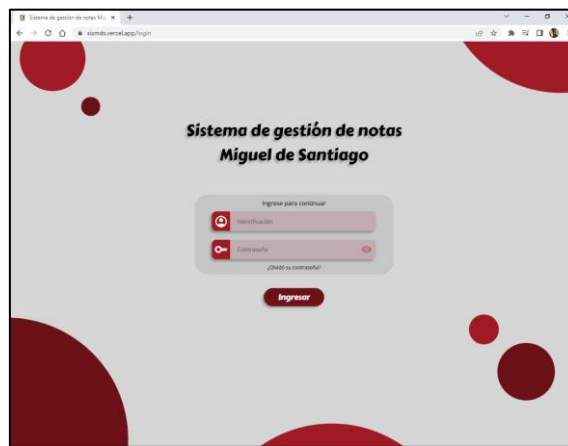 Sistema de gestión de notas Mig
sismds.vercel.app/login
Sistema de gestión de notas
Miguel de Santiago
Ingrese para continuar
Identificación
Contraseña
¿Olvidó su contraseña?
Ingresar